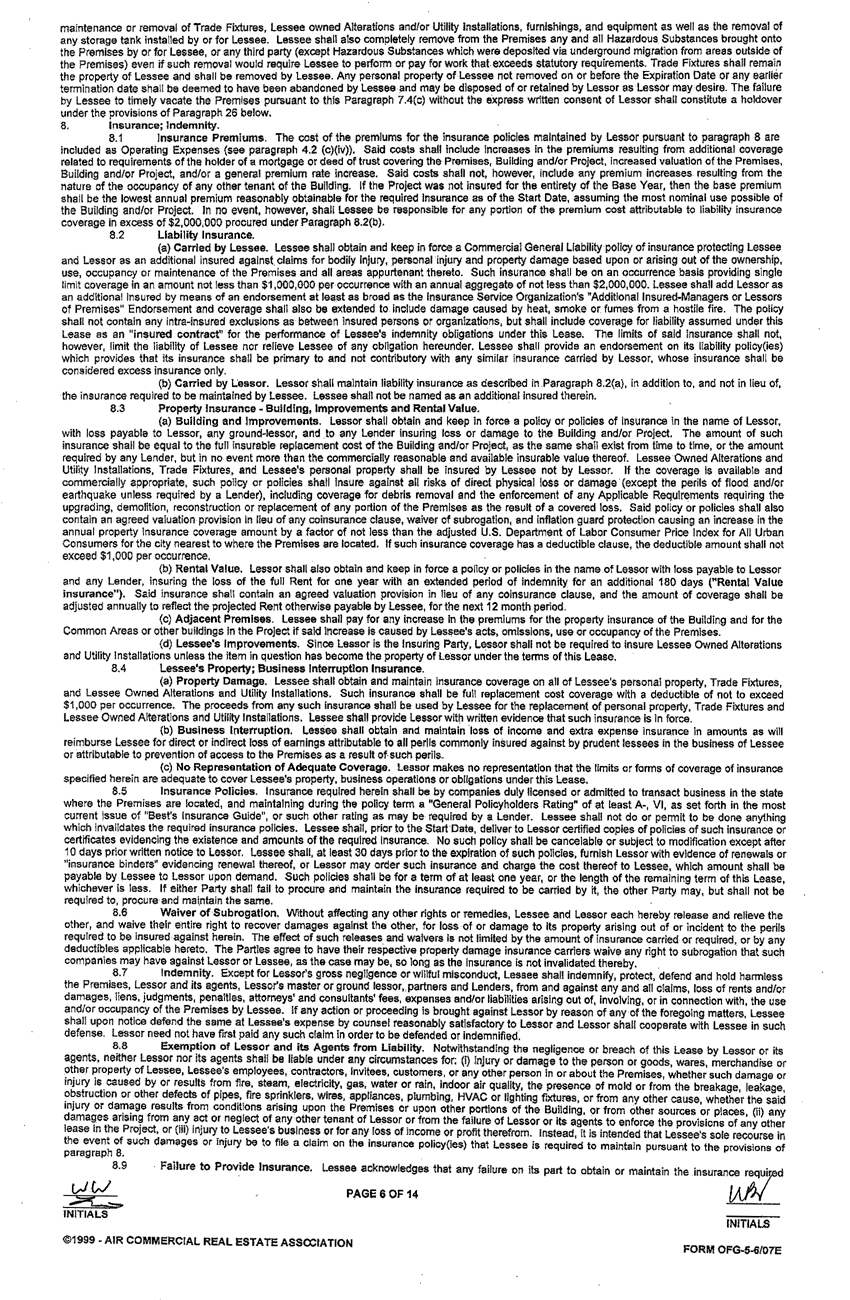 maintenance or removal of Trade Fixtures, Lessee owned Alterations and/or Utility Installations, furnishings, and equipment as well as the removal of
any storage tank installed by or for Lessee. Lessee shall also completely remove from the Premises any and all Hazardous Substances brought onto
the Premises by or for Lessee, or any third party (except Hazardous Substances which were deposited via underground migration from areas outside of
the Premises) even if such removal would require Lessee to perform or pay for work that exceeds statutory requirements. Trade Fixtures shall remain
the property of Lessee and shall be removed by Lessee. Any personal property of Lessee not removed on or before the Expiration Date or any earlier
termination date shall be deemed to have been abandoned by Lessee and may be disposed of or retained by Lessor as Lessor may desire. The failure
by Lessee to timely vacate the Premises pursuant to this Paragraph 7.4(c) without the express written consent of Lessor shall constitute a holdover
under the provisions of Paragraph 26 below.
8. Insurance; Indemnity.
8.1 Insurance Premiums. The cost of the premiums for the insurance policies maintained by Lessor pursuant to paragraph 8 are
included as Operating Expenses (see paragraph 4.2 (c)(iv)). Said costs shall include increases in the premiums resulting from additional coverage
related to requirements of the holder of a mortgage or deed of trust covering the Premises, Building and/or Project, increased valuation of the Premises,
Building and/or Project, and/or a general premium rate increase. Said costs shall not, however, include any premium increases resulting from the
nature of the occupancy of any other tenant of the Building. If the Project was not insured for the entirety of the Base Year, then the base premium
shall be the lowest annual premium reasonably obtainable for the required insurance as of the Start Date, assuming the most nominal use possible of
the Building and/or Project. In no event, however, shall Lessee be responsible for any portion of the premium cost attributable to liability insurance
coverage in excess of $2,000,000 procured under Paragraph 8.2(b).
8.2 Liability Insurance.
(a) Carried by Lessee. Lessee shall obtain and keep in force a Commercial General Liability policy of insurance protecting Lessee
and Lessor as an additional insured against claims for bodily injury, personal injury and property damage based upon or arising out of the ownership,
use, occupancy or maintenance of the Premises and all areas appurtenant thereto. Such insurance shall be on an occurrence basis providing single
limit coverage in an amount not less than $1,000,000 per occurrence with an annual aggregate of not less than $2,000,000. Lessee shall add Lessor as
an additional insured by means of an endorsement at least as broad as the Insurance Service Organization's "Additional Insured-Managers or Lessors
of Premises" Endorsement and coverage shall also be extended to include damage caused by heat, smoke or fumes from a hostile fire. The policy
shall not contain any intra-insured exclusions as between insured persons or organizations, but shall include coverage for liability assumed under this
Lease as an "insured contract" for the performance of Lessee's indemnity obligations under this Lease. The limits of said insurance shall not,
however, limit the liability of Lessee nor relieve Lessee of any obligation hereunder. Lessee shall provide an endorsement on its liability policy(ies)
which provides that its insurance shall be primary to and not contributory with any similar insurance carried by Lessor, whose insurance shall be
considered excess insurance only.
(b) Carried by Lessor. Lessor shall maintain liability insurance as described in Paragraph 8.2(a), in addition to, and not in lieu of,
the insurance required to be maintained by Lessee. Lessee shall not be named as an additional insured therein.
8.3 Property Insurance - Building, Improvements and Rental Value.
(a) Building and Improvements. Lessor shall obtain and keep in force a policy or policies of insurance in the name of Lessor,
with loss payable to Lessor, any ground-lessor, and to any Lender insuring loss or damage to the Building and/or Project. The amount of such
insurance shall be equal to the full insurable replacement cost of the Building and/or Project, as the same shall exist from time to time, or the amount
required by any Lender, but in no event more than the commercially reasonable and available insurable value thereof. Lessee Owned Alterations and
Utility Installations, Trade Fixtures, and Lessee's personal property shall be insured by Lessee not by Lessor. If the coverage is available and
commercially appropriate, such policy or policies shall insure against all risks of direct physical loss or damage (except the perils of flood and/or
earthquake unless required by a Lender), including coverage for debris removal and the enforcement of any Applicable Requirements requiring the
upgrading, demolition, reconstruction or replacement of any portion of the Premises as the result of a covered loss. Said policy or policies shall also
contain an agreed valuation provision in lieu of any coinsurance clause, waiver of subrogation, and inflation guard protection causing an increase in the
annual property insurance coverage amount by a factor of not less than the adjusted U.S. Department of Labor Consumer Price Index for All Urban
Consumers for the city nearest to where the Premises are located. If such insurance coverage has a deductible clause, the deductible amount shall not
exceed $1,000 per occurrence.
(b) Rental Value. Lessor shall also obtain and keep in force a policy or policies in the name of Lessor with loss payable to Lessor
and any Lender, insuring the loss of the full Rent for one year with an extended period of indemnity for an additional 180 days ("Rental Value
insurance"). Said insurance shall contain an agreed valuation provision in lieu of any coinsurance clause, and the amount of coverage shall be
adjusted annually to reflect the projected Rent otherwise payable by Lessee, for the next 12 month period.
(c) Adjacent Premises. Lessee shall pay for any increase in the premiums for the property insurance of the Building and for the
Common Areas or other buildings in the Project if said increase is caused by Lessee's acts, omissions, use or occupancy of the Premises.
(d) Lessee's Improvements. Since Lessor is the Insuring Party, Lessor shall not be required to insure Lessee Owned Alterations
and Utility Installations unless the item in question has become the property of Lessor under the terms of this Lease.
8.4 Lessee's Property; Business Interruption Insurance.
(a) Property Damage. Lessee shall obtain and maintain insurance coverage on all of Lessee's personal property, Trade Fixtures,
and Lessee Owned Alterations and Utility Installations. Such insurance shall be full replacement cost coverage with a deductible of not to exceed
$1,000 per occurrence. The proceeds from any such insurance shall be used by Lessee for the replacement of personal property, Trade Fixtures and
Lessee Owned Alterations and Utility Installations. Lessee shall provide Lessor with written evidence that such insurance is in force.
(b) Business Interruption. Lessee shall obtain and maintain loss of income and extra expense insurance in amounts as will
reimburse Lessee for direct or indirect loss of earnings attributable to all perils commonly insured against by prudent lessees in the business of Lessee
or attributable to prevention of access to the Premises as a result of such perils.
(c) No Representation of Adequate Coverage. Lessor makes no representation that the limits or forms of coverage of insurance
specified herein are adequate to cover Lessee's property, business operations or obligations under this Lease.
8.5 Insurance Policies. Insurance required herein shall be by companies duly licensed or admitted to transact business in the state
where the Premises are located, and maintaining during the policy term a "General Policyholders Rating" of at least A-, VI, as set forth in the most
current issue of "Best's Insurance Guide", or such other rating as may be required by a Lender. Lessee shall not do or permit to be done anything
which invalidates the required insurance policies. Lessee shall, prior to the Start Date, deliver to Lessor certified copies of policies of such insurance or
certificates evidencing the existence and amounts of the required insurance. No such policy shall be cancelable or subject to modification except after
10 days prior written notice to Lessor. Lessee shall, at least 30 days prior to the expiration of such policies, furnish Lessor with evidence of renewals or
"insurance binders" evidencing renewal thereof, or Lessor may order such insurance and charge the cost thereof to Lessee, which amount shall be
payable by Lessee to Lessor upon demand. Such policies shall be for a term of at least one year, or the length of the remaining term of this Lease,
whichever is less. If either Party shall fail to procure and maintain the insurance required to be carried by it, the other Party may, but shall not be
required to, procure and maintain the same.
8.6 Waiver of Subrogation. Without affecting any other rights or remedies, Lessee and Lessor each hereby release and relieve the
other, and waive their entire right to recover damages against the other, for loss of or damage to its property arising out of or incident to the perils
required to be insured against herein. The effect of such releases and waivers is not limited by the amount of insurance carried or required, or by any
deductibles applicable hereto. The Parties agree to have their respective property damage insurance carriers waive any right to subrogation that such
companies may have against Lessor or Lessee, as the case may be, so long as the insurance is not invalidated thereby.
8.7 Indemnity. Except for Lessor's gross negligence or willful misconduct, Lessee shall indemnify, protect, defend and hold harmless
the Premises, Lessor and its agents, Lessor's master or ground lessor, partners and Lenders, from and against any and all claims, loss of rents and/or
damages, liens, judgments, penalties, attorneys' and consultants' fees, expenses and/or liabilities arising out of, involving, or in connection with, the use
and/or occupancy of the Premises by Lessee. If any action or proceeding is brought against Lessor by reason of any of the foregoing matters, Lessee
shall upon notice defend the same at Lessee's expense by counsel reasonably satisfactory to Lessor and Lessor shall cooperate with Lessee in such
defense. Lessor need not have first paid any such claim in order to be defended or indemnified.
8.8 Exemption of Lessor and its Agents from Liability. Notwithstanding the negligence or breach of this Lease by Lessor or its
agents, neither Lessor nor its agents shall be liable under any circumstances for: (i) injury or damage to the person or goods, wares, merchandise or
other property of Lessee, Lessee's employees, contractors, invitees, customers, or any other person in or about the Premises, whether such damage or
injury is caused by or results from fire, steam, electricity, gas, water or rain, indoor air quality, the presence of mold or from the breakage, leakage,
obstruction or other defects of pipes, fire sprinklers, wires, appliances, plumbing, HVAC or lighting fixtures, or from any other cause, whether the said
injury or damage results from conditions arising upon the Premises or upon other portions of the Building, or from other sources or places, (ii) any
damages arising from any act or neglect of any other tenant of Lessor or from the failure of Lessor or its agents to enforce the provisions of any other
lease in the Project, or (iii) injury to Lessee's business or for any loss of income or profit therefrom. Instead, it is intended that Lessee's sole recourse in
the event of such damages or injury be to file a claim on the insurance policy(ies) that Lessee is required to maintain pursuant to the provisions of
paragraph 8.
8.9 Failure to Provide Insurance. Lessee acknowledges that any failure on its part to obtain or maintain the insurance required
WW
INITIALS
PAGE 6 OF 14
INITIALS
©1999 - AIR COMMERCIAL REAL ESTATE ASSOCIATION
FORM OFG-5-6/07E